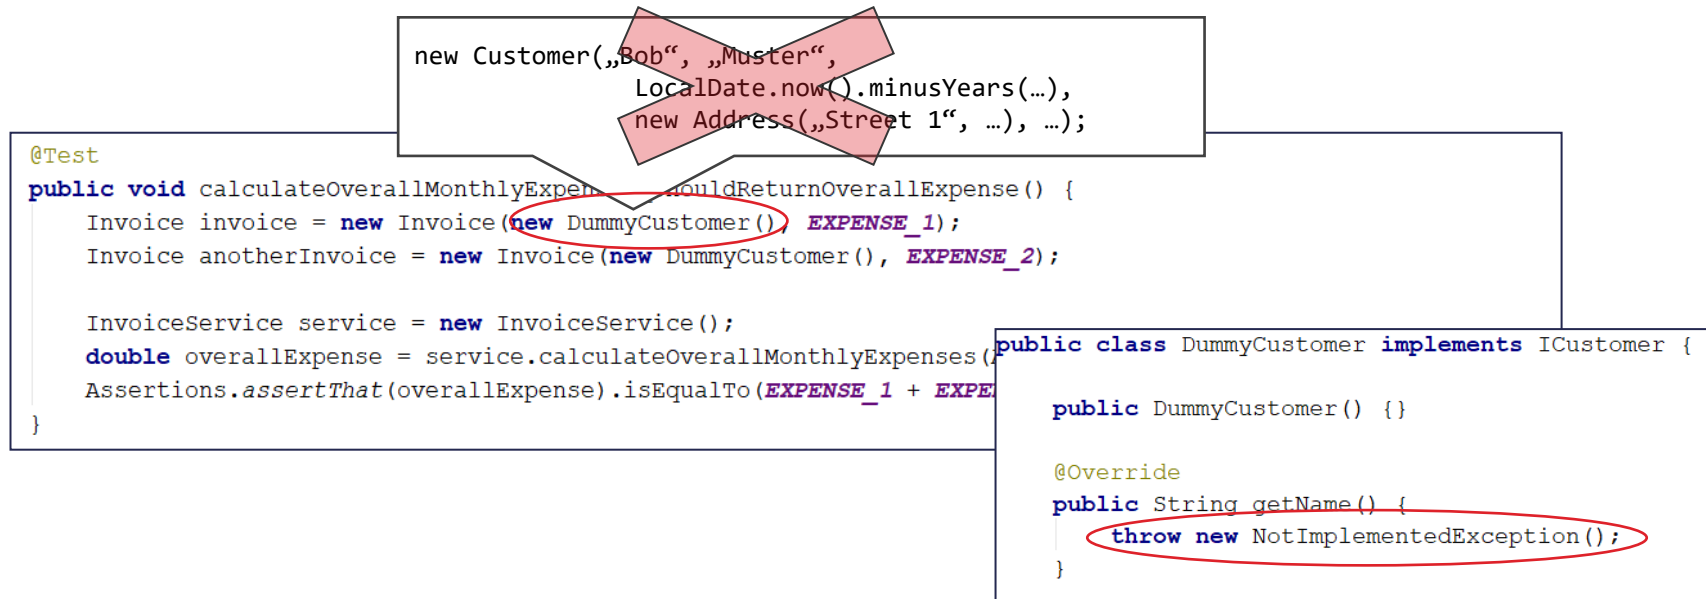 new Customer(„Bob“, „Muster“,
LocalDate.now().minusYears(…),
new Address(„Street 1“, …), …);
@Test
public void calculateOverallMonthlyExpen houldReturnOverallExpense() {
Invoice invoice = new Invoice(new DummyCustomer(), EXPENSE_1);
Invoice anotherInvoice = new Invoice(new DummyCustomer(), EXPENSE_2);
InvoiceService service = new InvoiceService();
double overallExpense = service.calculateOverallMonthlyExpenses(
Assertions.assertThat(overallExpense).isEqualTo(EXPENSE_1 + EXPE
}
public class DummyCustomer implements ICustomer {
public DummyCustomer() {}
@Override
public String getName() {
throw new NotImplementedException();
}